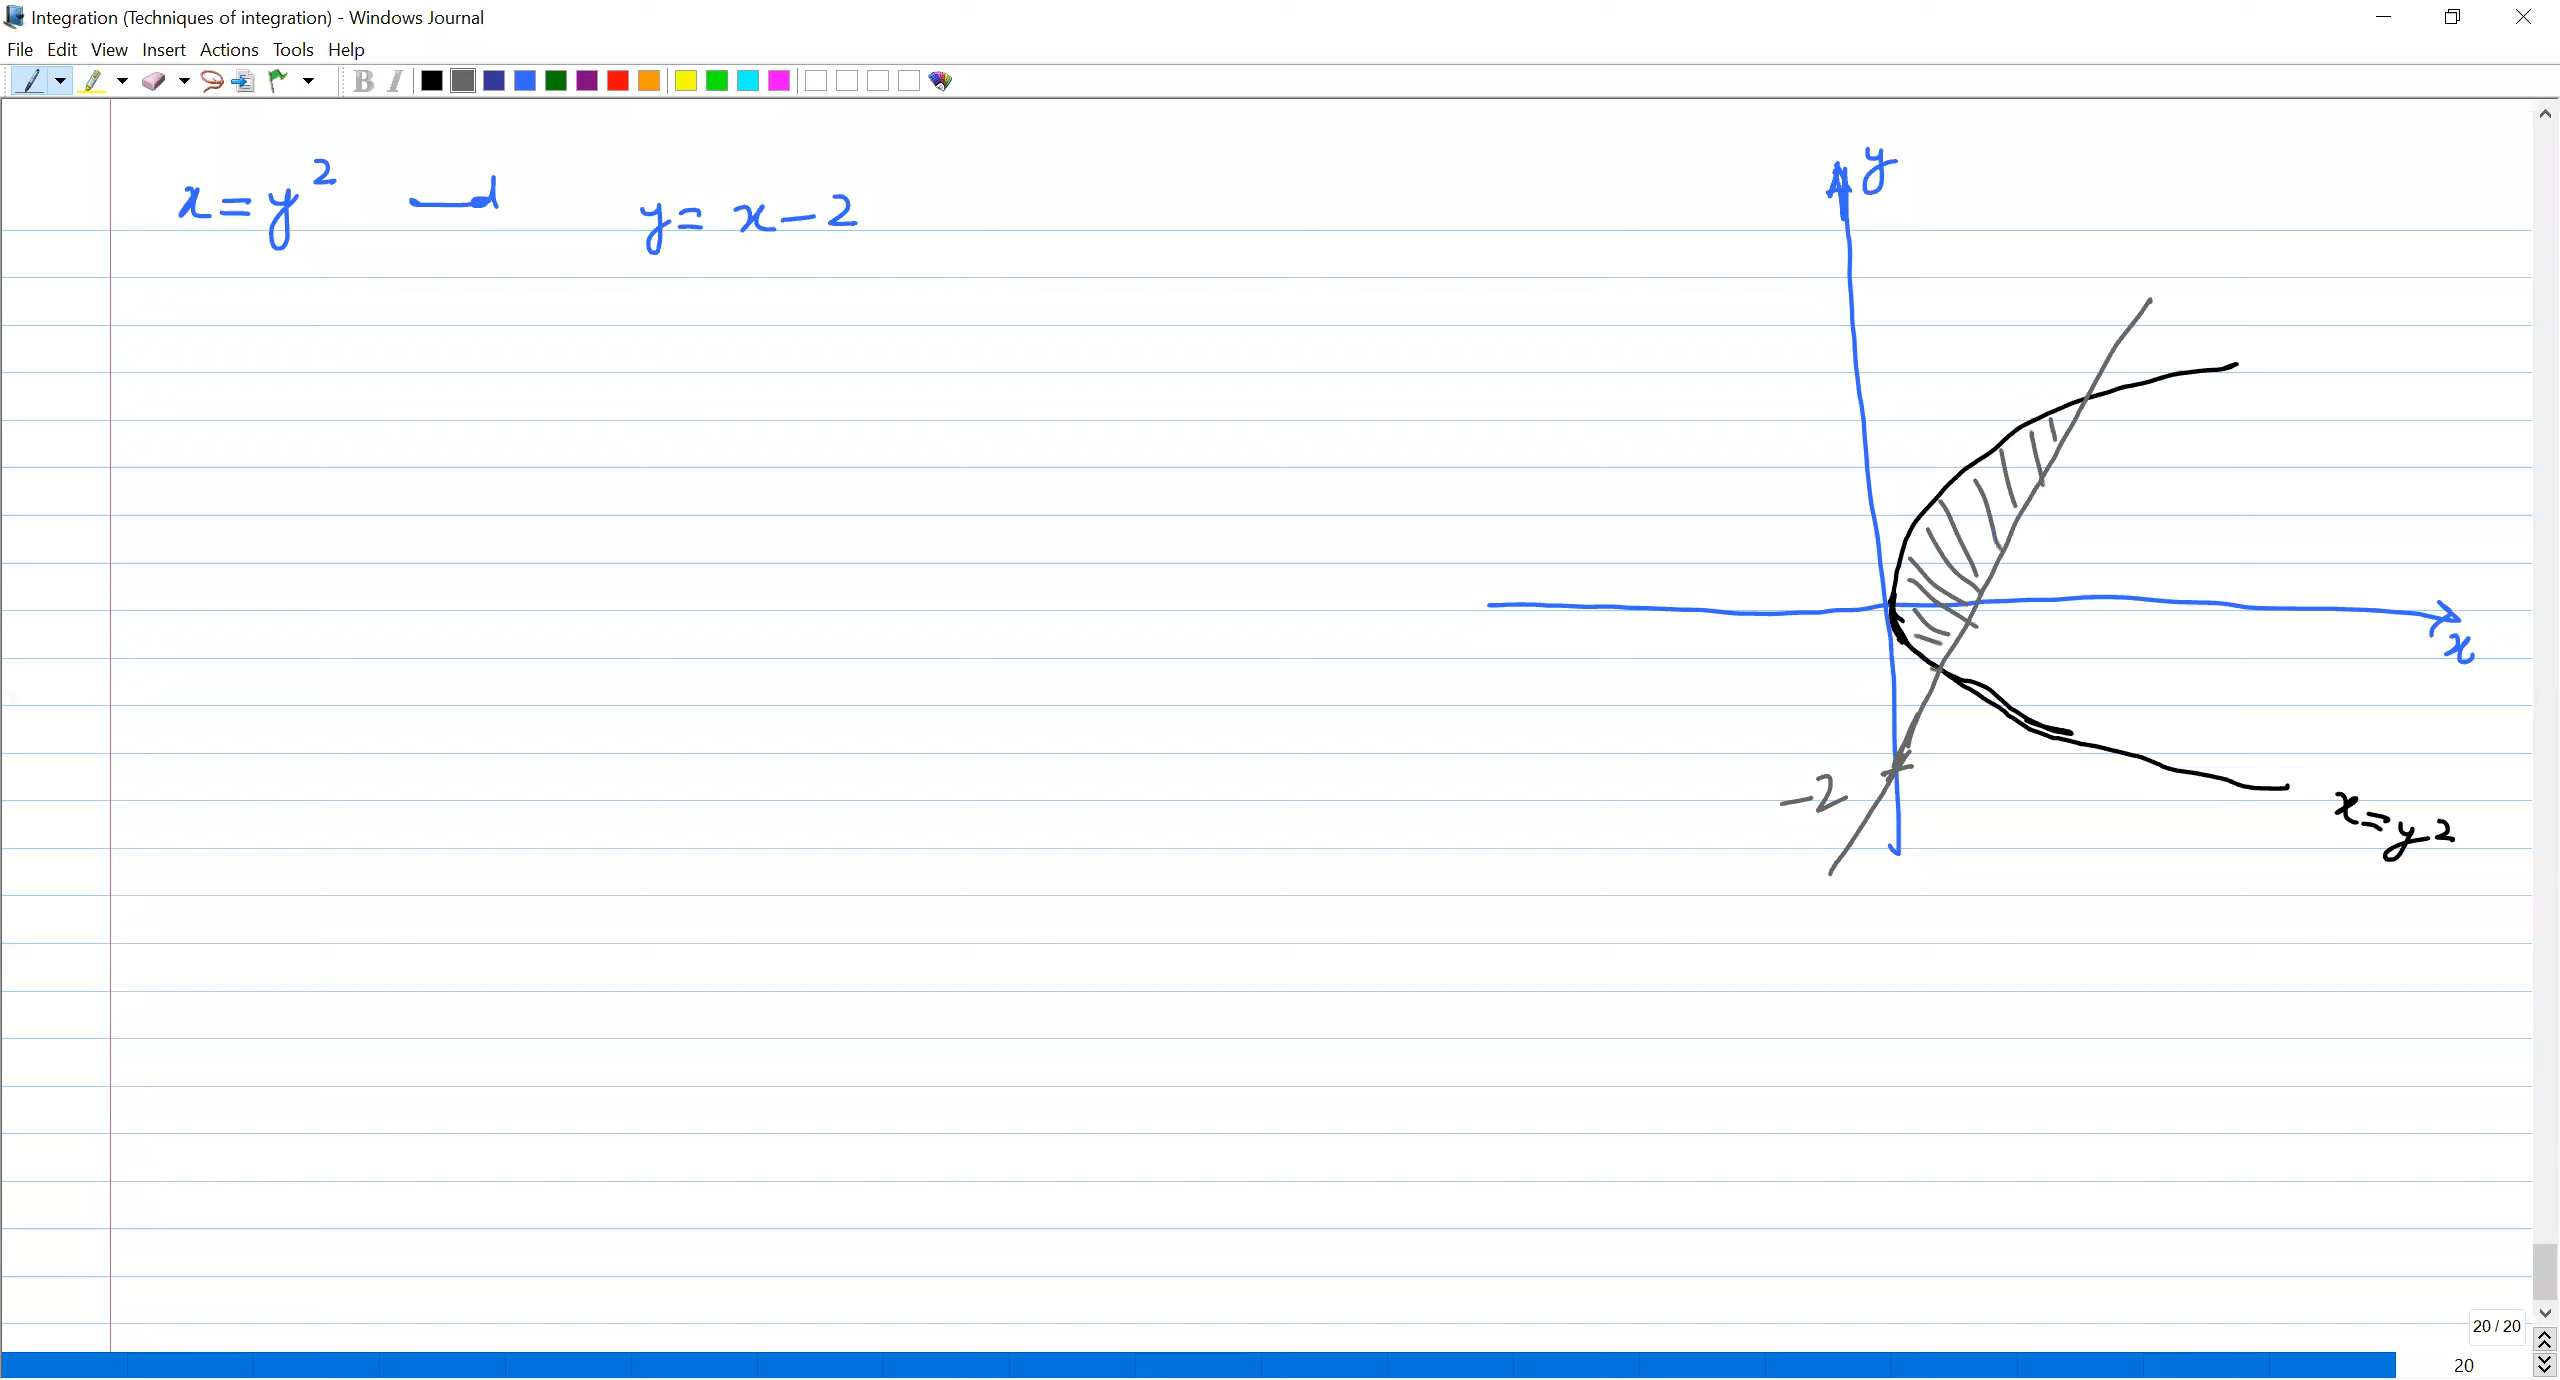 Integration (Techniques of integration) - Windows Journal
File Edit View Insert Actions Tools Help
B I
x = y² and y = x - 2
y
x
-2
x = y²
20 / 20
20